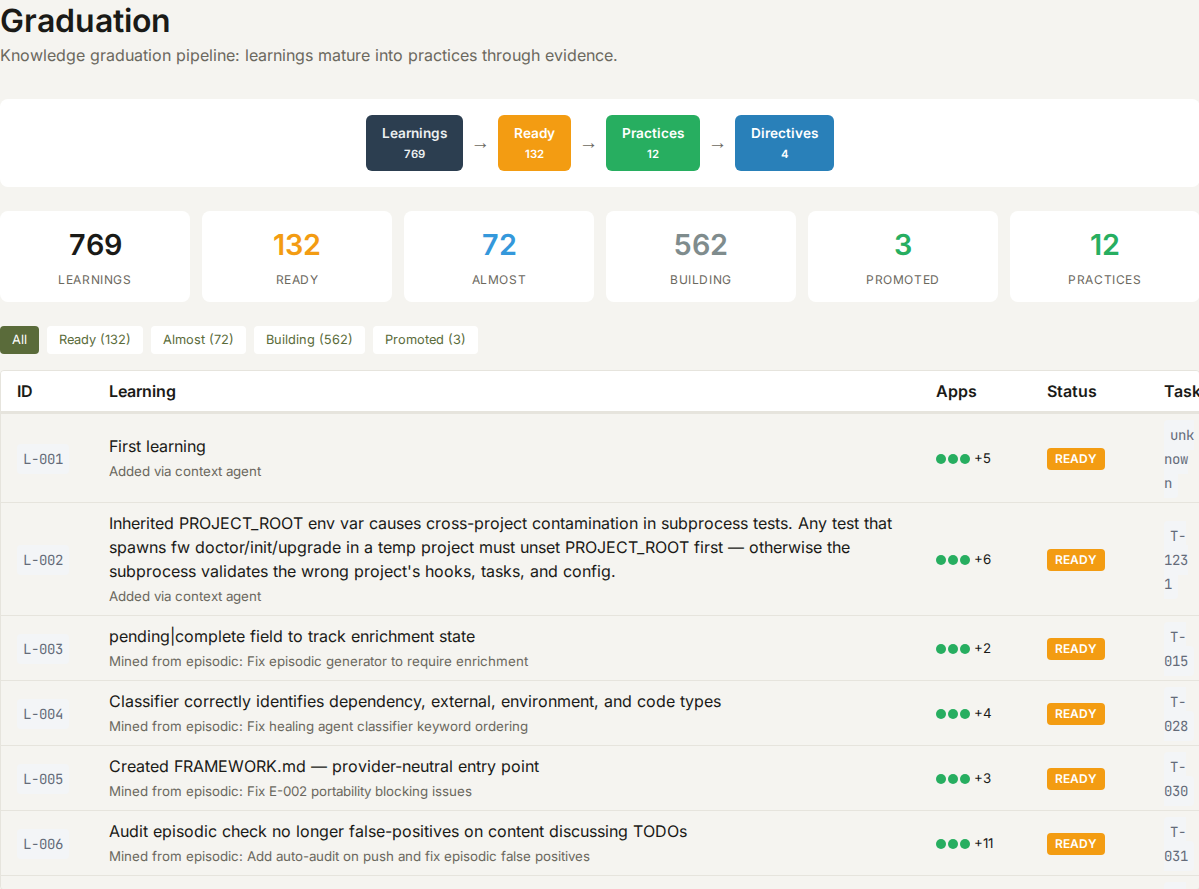 Graduation
Knowledge graduation pipeline: learnings mature into practices through evidence.
Learnings → Ready → Practices → Directives
769 132 12 4
769 132 72 562 3 12
LEARNINGS READY ALMOST BUILDING PROMOTED PRACTICES
All Ready (132) Almost (72) Building (562) Promoted (3)
ID Learning Apps Status Task
L-001 First learning +5 READY unk
Added via context agent now
n
Inherited PROJECT_ROOT env var causes cross-project contamination in subprocess tests. Any test that T-
L-002 spawns fw doctor/init/upgrade in a temp project must unset PROJECT_ROOT first — otherwise the +6 READY 123
subprocess validates the wrong project's hooks, tasks, and config. 1
Added via context agent
L-003 pending|complete field to track enrichment state +2 READY T-
Mined from episodic: Fix episodic generator to require enrichment 015
L-004 Classifier correctly identifies dependency, external, environment, and code types +4 READY T-
Mined from episodic: Fix healing agent classifier keyword ordering 028
L-005 Created FRAMEWORK.md — provider-neutral entry point +3 READY T-
Mined from episodic: Fix E-002 portability blocking issues 030
L-006 Audit episodic check no longer false-positives on content discussing TODOs +11 READY T-
Mined from episodic: Add auto-audit on push and fix episodic false positives 031